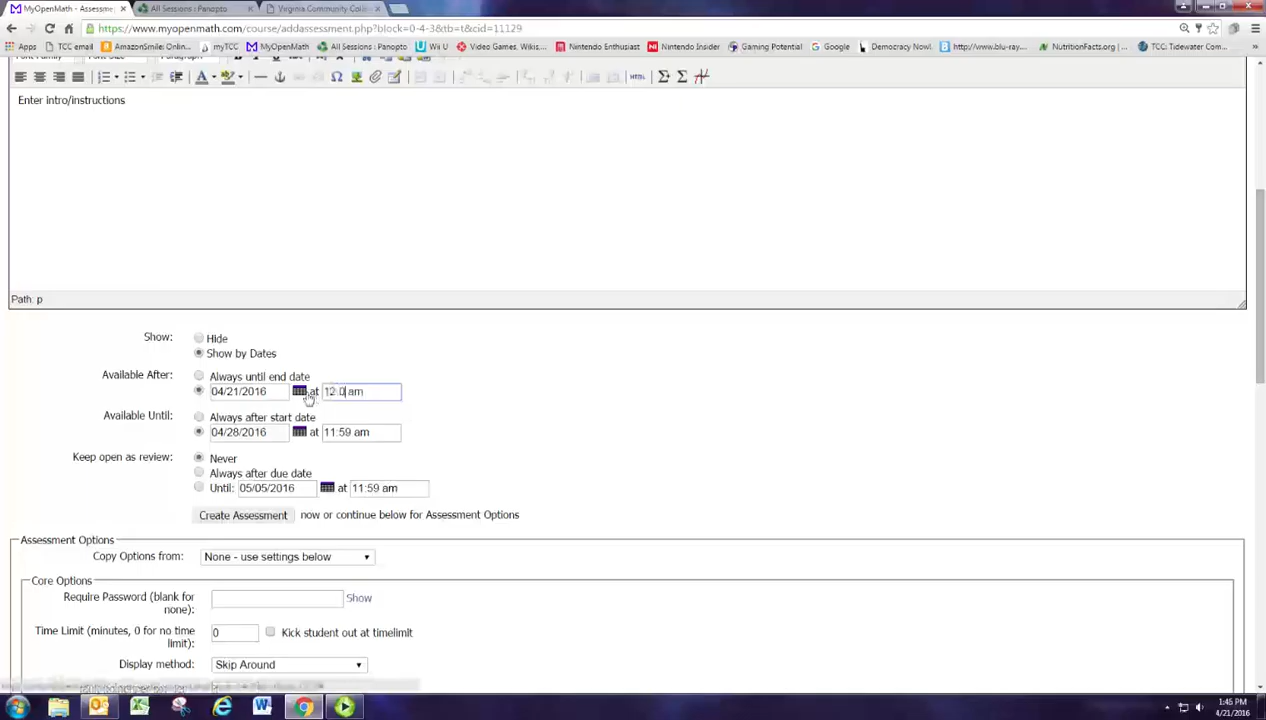 MyOpenMath - Assessme
All Sessions : Panopto
Virginia Community Coll
https://www.myopenmath.com/course/addassessment.php?block=0-4-3&tb=t&cid=11129
Apps TCC email AmazonSmile: Onlin... myTCC MyOpenMath All Sessions : Panopto Wii U Video Games, Wikis,... Nintendo Enthusiast Nintendo Insider Gaming Potential Google Democracy Now! http://www.blu-ray... NutritionFacts.org | ... TCC: Tidewater Com...
HTML
Enter intro/instructions
Path: p
Show: Hide
Show by Dates
Available After: Always until end date
04/21/2016 at 12:0 am
Available Until: Always after start date
04/28/2016 at 11:59 am
Keep open as review: Never
Always after due date
Until: 05/05/2016 at 11:59 am
Create Assessment now or continue below for Assessment Options
Assessment Options
Copy Options from: None - use settings below
Core Options
Require Password (blank for none): Show
Time Limit (minutes, 0 for no time limit): 0 Kick student out at timelimit
Display method: Skip Around
1:45 PM
4/21/2016